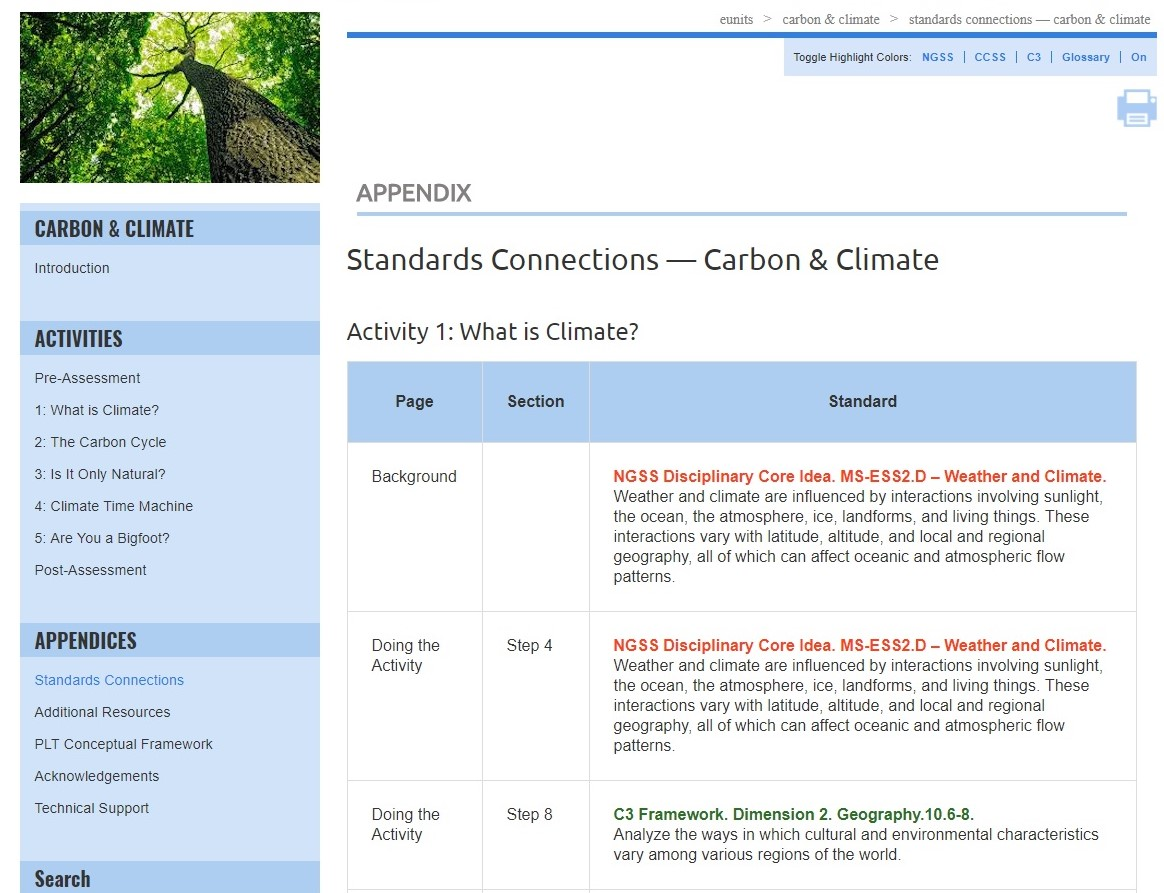 eunits > carbon & climate > standards connections — carbon & climate
Toggle Highlight Colors: NGSS | CCSS | C3 | Glossary | On
APPENDIX
Standards Connections — Carbon & Climate
Activity 1: What is Climate?
Page Section Standard
Background
NGSS Disciplinary Core Idea. MS-ESS2.D – Weather and Climate.
Weather and climate are influenced by interactions involving sunlight,
the ocean, the atmosphere, ice, landforms, and living things. These
interactions vary with latitude, altitude, and local and regional
geography, all of which can affect oceanic and atmospheric flow
patterns.
Doing the
Activity
Step 4
NGSS Disciplinary Core Idea. MS-ESS2.D – Weather and Climate.
Weather and climate are influenced by interactions involving sunlight,
the ocean, the atmosphere, ice, landforms, and living things. These
interactions vary with latitude, altitude, and local and regional
geography, all of which can affect oceanic and atmospheric flow
patterns.
Doing the
Activity
Step 8
C3 Framework. Dimension 2. Geography.10.6-8.
Analyze the ways in which cultural and environmental characteristics
vary among various regions of the world.
CARBON & CLIMATE
Introduction
ACTIVITIES
Pre-Assessment
1: What is Climate?
2: The Carbon Cycle
3: Is It Only Natural?
4: Climate Time Machine
5: Are You a Bigfoot?
Post-Assessment
APPENDICES
Standards Connections
Additional Resources
PLT Conceptual Framework
Acknowledgements
Technical Support
Search